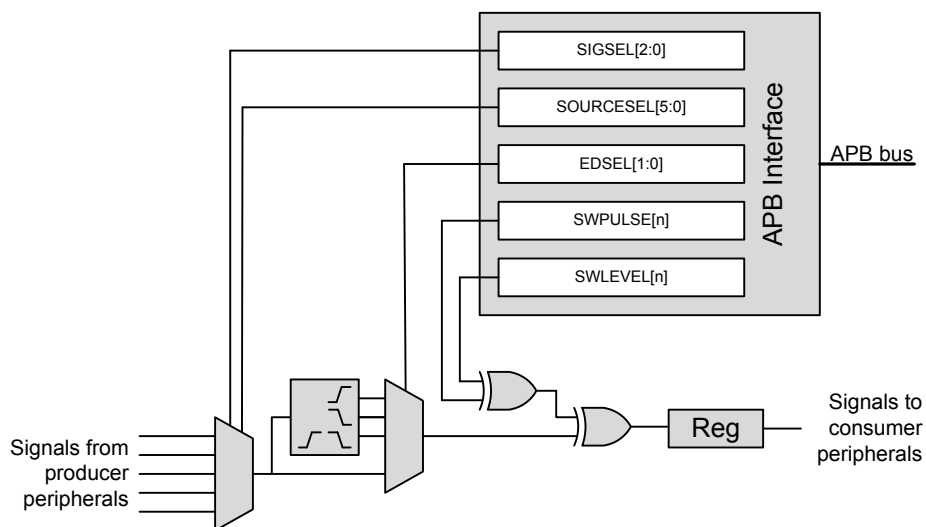 SIGSEL[2:0]
SOURCESEL[5:0]
EDSEL[1:0]
SWPULSE[n]
SWLEVEL[n]
APB Interface
APB bus
Signals from
producer
peripherals
Reg
Signals to
consumer
peripherals